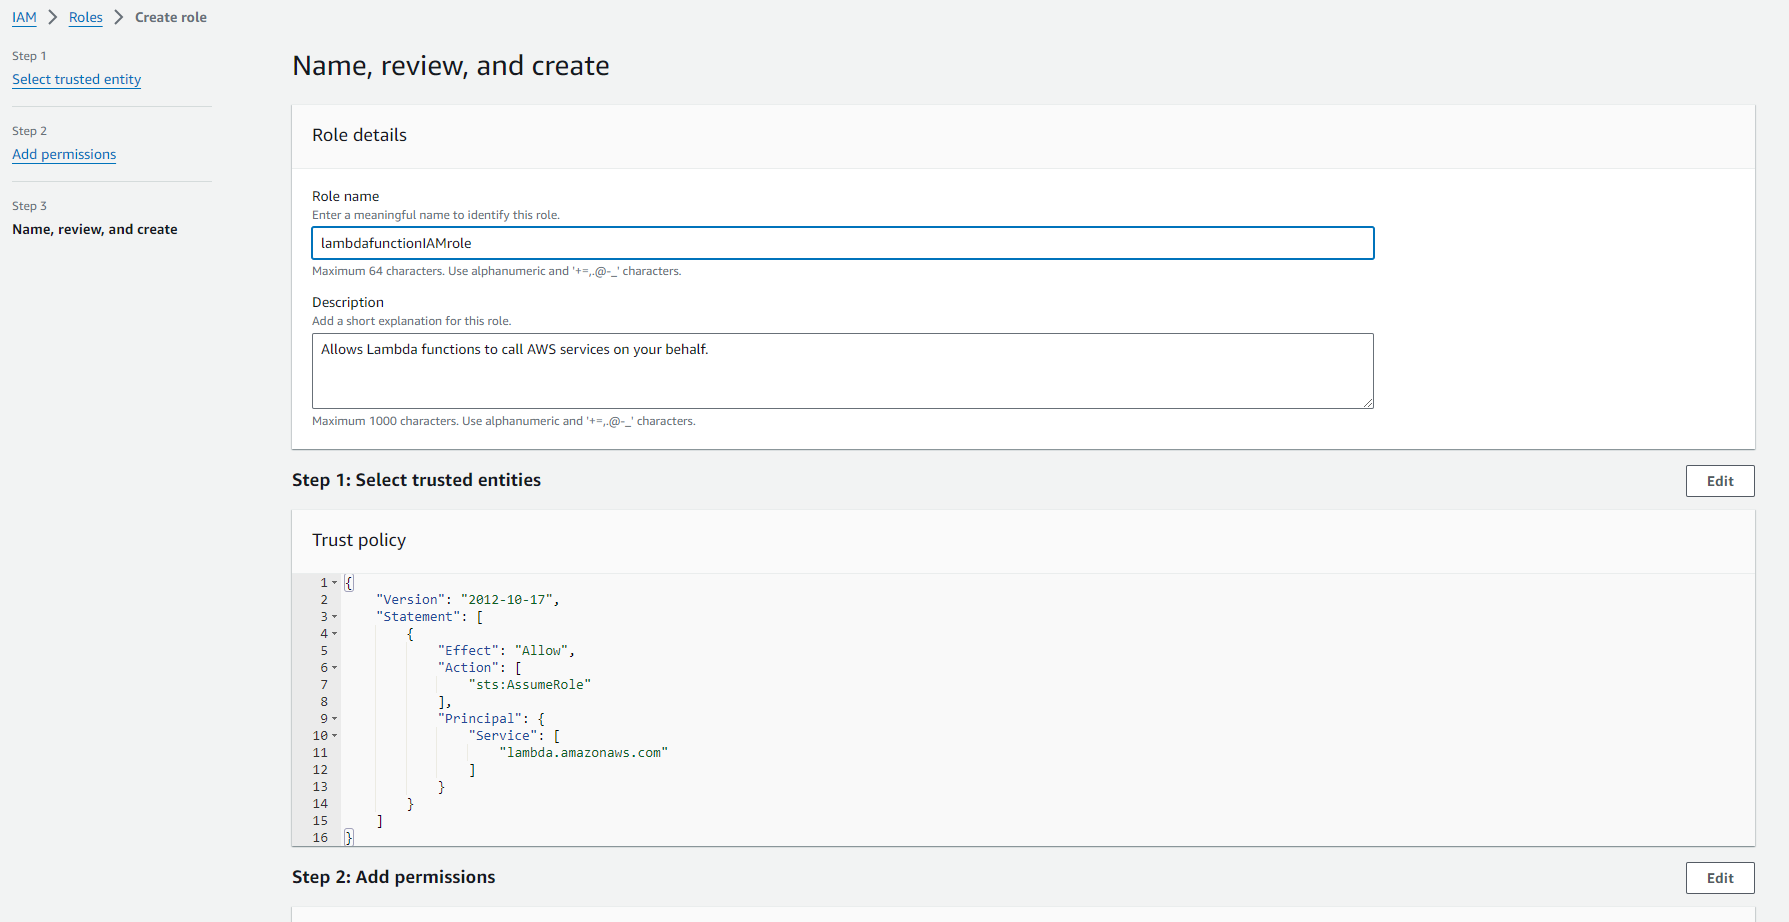 IAM > Roles > Create role
Step 1
Select trusted entity
Step 2
Add permissions
Step 3
Name, review, and create
Name, review, and create
Role details
Role name
Enter a meaningful name to identify this role.
lambdafunctionIAMrole
Maximum 64 characters. Use alphanumeric and '+=,.@-_' characters.
Description
Add a short explanation for this role.
Allows Lambda functions to call AWS services on your behalf.
Maximum 1000 characters. Use alphanumeric and '+=,.@-_' characters.
Step 1: Select trusted entities
Edit
Trust policy
1 {
2     "Version": "2012-10-17",
3     "Statement": [
4         {
5             "Effect": "Allow",
6             "Action": [
7                 "sts:AssumeRole"
8             ],
9             "Principal": {
10                 "Service": [
11                     "lambda.amazonaws.com"
12                 ]
13             }
14         }
15     ]
16 }
Step 2: Add permissions
Edit